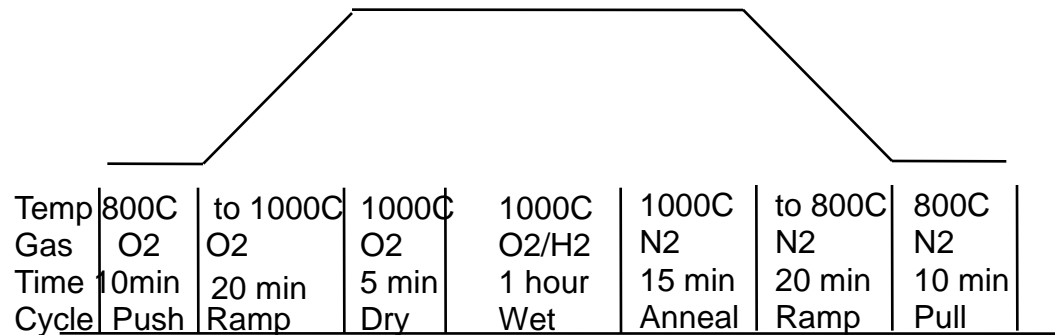 Temp 800C to 1000C 1000C 1000C 1000C to 800C 800C
Gas O2 O2 O2 O2/H2 N2 N2 N2
Time 10min 20 min 5 min 1 hour 15 min 20 min 10 min
Cycle Push Ramp Dry Wet Anneal Ramp Pull